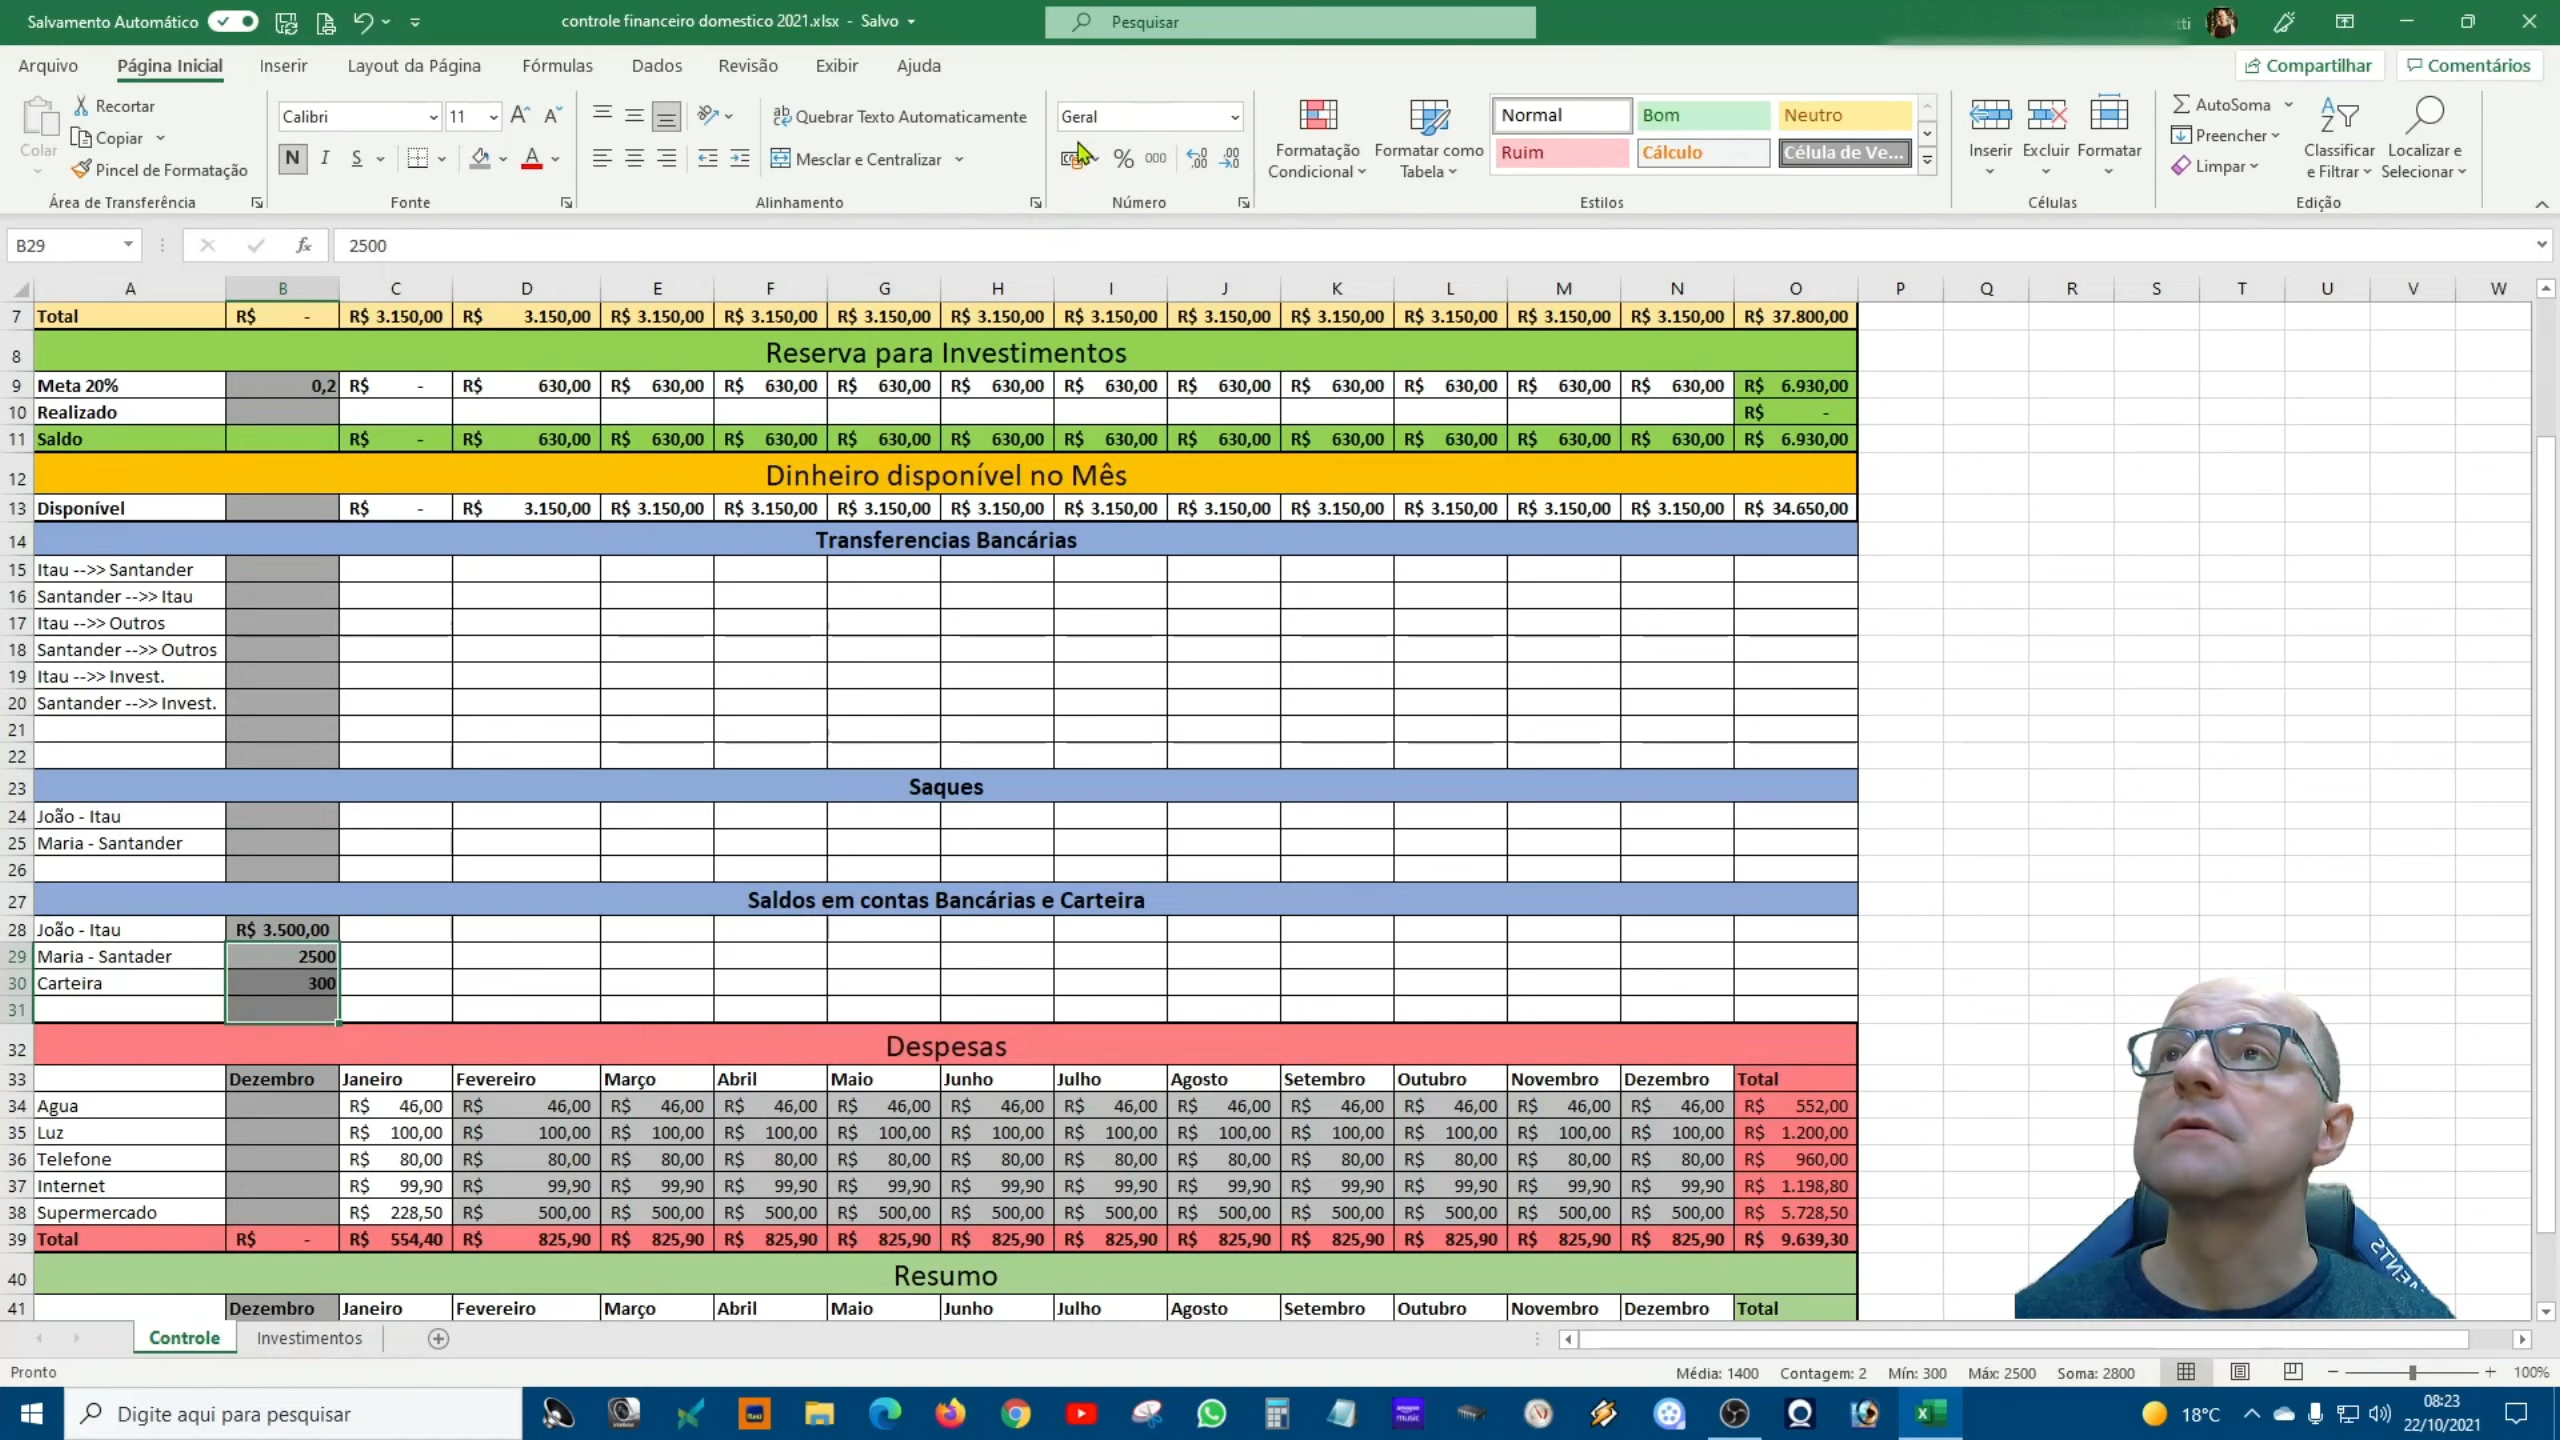 Salvamento Automático
controle financeiro domestico 2021.xlsx - Salvo
Pesquisar
tti
Arquivo Página Inicial Inserir Layout da Página Fórmulas Dados Revisão Exibir Ajuda Compartilhar Comentários
Colar
Recortar
Copiar
Pincel de Formatação
Área de Transferência
Calibri 11
N I S
Fonte
Quebrar Texto Automaticamente
Mesclar e Centralizar
Alinhamento
Geral
% 000
Número
Formatação Condicional
Formatar como Tabela
Normal Bom Neutro
Ruim Cálculo Célula de Ve...
Estilos
Inserir Excluir Formatar
Células
AutoSoma
Preencher
Limpar
Classificar e Filtrar
Localizar e Selecionar
Edição
B29 fx 2500
A B C D E F G H I J K L M N O P Q R S T U V W
7 Total R$ - R$ 3.150,00 R$ 3.150,00 R$ 3.150,00 R$ 3.150,00 R$ 3.150,00 R$ 3.150,00 R$ 3.150,00 R$ 3.150,00 R$ 3.150,00 R$ 3.150,00 R$ 3.150,00 R$ 3.150,00 R$ 37.800,00
8 Reserva para Investimentos
9 Meta 20% 0,2 R$ - R$ 630,00 R$ 630,00 R$ 630,00 R$ 630,00 R$ 630,00 R$ 630,00 R$ 630,00 R$ 630,00 R$ 630,00 R$ 630,00 R$ 630,00 R$ 6.930,00
10 Realizado R$ -
11 Saldo R$ - R$ 630,00 R$ 630,00 R$ 630,00 R$ 630,00 R$ 630,00 R$ 630,00 R$ 630,00 R$ 630,00 R$ 630,00 R$ 630,00 R$ 630,00 R$ 6.930,00
12 Dinheiro disponível no Mês
13 Disponível R$ - R$ 3.150,00 R$ 3.150,00 R$ 3.150,00 R$ 3.150,00 R$ 3.150,00 R$ 3.150,00 R$ 3.150,00 R$ 3.150,00 R$ 3.150,00 R$ 3.150,00 R$ 3.150,00 R$ 34.650,00
14 Transferencias Bancárias
15 Itau -->> Santander
16 Santander -->> Itau
17 Itau -->> Outros
18 Santander -->> Outros
19 Itau -->> Invest.
20 Santander -->> Invest.
21
22
23 Saques
24 João - Itau
25 Maria - Santander
26
27 Saldos em contas Bancárias e Carteira
28 João - Itau R$ 3.500,00
29 Maria - Santader 2500
30 Carteira 300
31
32 Despesas
33 Dezembro Janeiro Fevereiro Março Abril Maio Junho Julho Agosto Setembro Outubro Novembro Dezembro Total
34 Agua R$ 46,00 R$ 46,00 R$ 46,00 R$ 46,00 R$ 46,00 R$ 46,00 R$ 46,00 R$ 46,00 R$ 46,00 R$ 46,00 R$ 46,00 R$ 46,00 R$ 552,00
35 Luz R$ 100,00 R$ 100,00 R$ 100,00 R$ 100,00 R$ 100,00 R$ 100,00 R$ 100,00 R$ 100,00 R$ 100,00 R$ 100,00 R$ 100,00 R$ 100,00 R$ 1.200,00
36 Telefone R$ 80,00 R$ 80,00 R$ 80,00 R$ 80,00 R$ 80,00 R$ 80,00 R$ 80,00 R$ 80,00 R$ 80,00 R$ 80,00 R$ 80,00 R$ 80,00 R$ 960,00
37 Internet R$ 99,90 R$ 99,90 R$ 99,90 R$ 99,90 R$ 99,90 R$ 99,90 R$ 99,90 R$ 99,90 R$ 99,90 R$ 99,90 R$ 99,90 R$ 99,90 R$ 1.198,80
38 Supermercado R$ 228,50 R$ 500,00 R$ 500,00 R$ 500,00 R$ 500,00 R$ 500,00 R$ 500,00 R$ 500,00 R$ 500,00 R$ 500,00 R$ 500,00 R$ 500,00 R$ 5.728,50
39 Total R$ - R$ 554,40 R$ 825,90 R$ 825,90 R$ 825,90 R$ 825,90 R$ 825,90 R$ 825,90 R$ 825,90 R$ 825,90 R$ 825,90 R$ 825,90 R$ 825,90 R$ 9.639,30
40 Resumo
41 Dezembro Janeiro Fevereiro Março Abril Maio Junho Julho Agosto Setembro Outubro Novembro Dezembro Total
Controle Investimentos
Pronto Média: 1400 Contagem: 2 Mín: 300 Máx: 2500 Soma: 2800 100%
Digite aqui para pesquisar
amazon music
18°C
08:23
22/10/2021